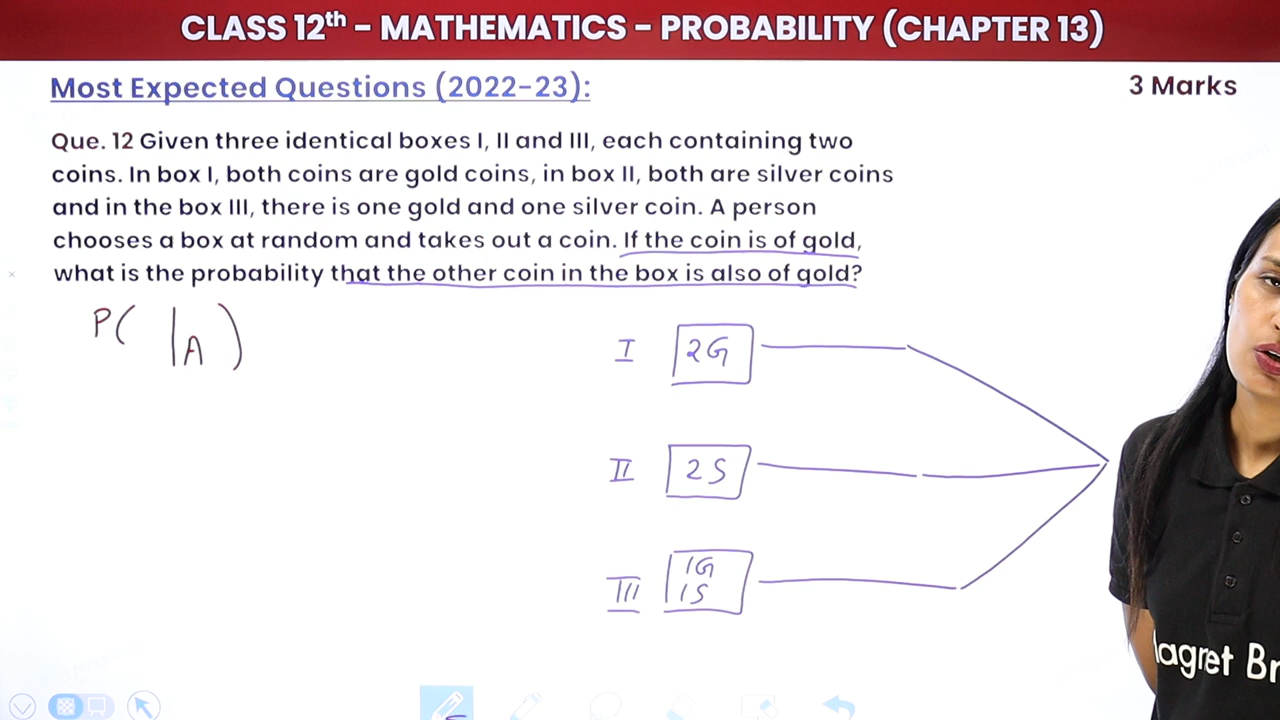 CLASS 12th - MATHEMATICS - PROBABILITY (CHAPTER 13)
Most Expected Questions (2022-23):
3 Marks
Que. 12 Given three identical boxes I, II and III, each containing two
coins. In box I, both coins are gold coins, in box II, both are silver coins
and in the box III, there is one gold and one silver coin. A person
chooses a box at random and takes out a coin. If the coin is of gold,
what is the probability that the other coin in the box is also of gold?
P( |A)
I 2G
II 2S
III 1G
1S
lagnet Br